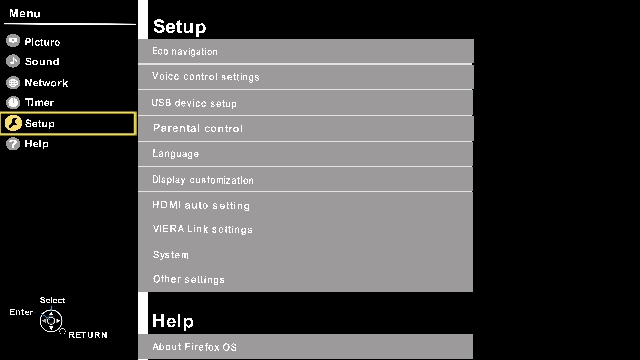 Menu
Picture
Sound
Network
Timer
Setup
Help
Select
Enter
RETURN
Setup
Eco navigation
Voice control settings
USB device setup
Parental control
Language
Display customization
HDMI auto setting
VIERA Link settings
System
Other settings
Help
About Firefox OS